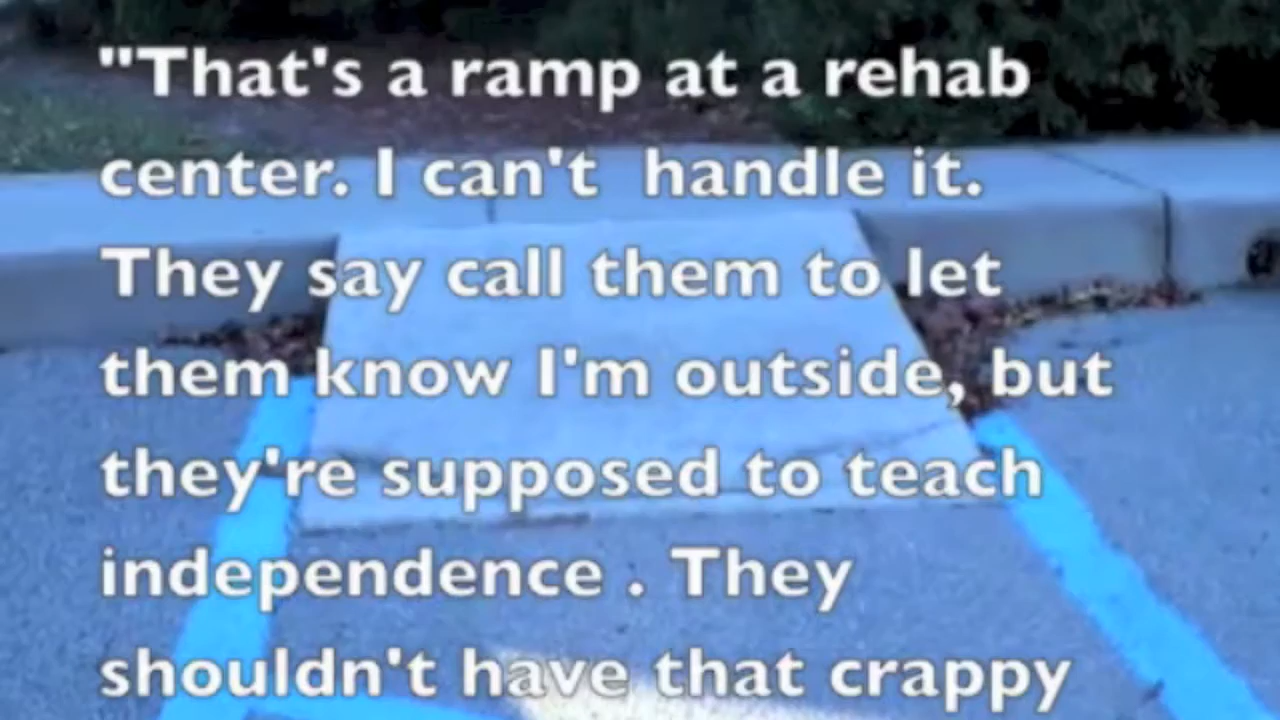 "That's a ramp at a rehab
center. I can't  handle it.
They say call them to let
them know I'm outside, but
they're supposed to teach
independence . They
shouldn't have that crappy